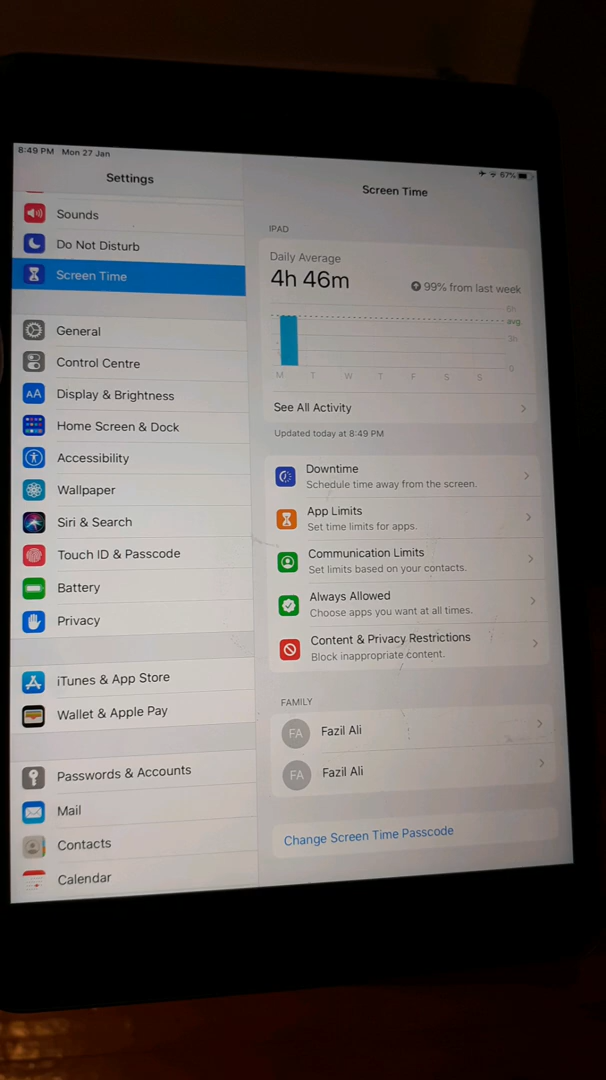 8:49 PM Mon 27 Jan
67%
Settings
Sounds
Do Not Disturb
Screen Time
General
Control Centre
AA
Display & Brightness
Home Screen & Dock
Accessibility
Wallpaper
Siri & Search
Touch ID & Passcode
Battery
Privacy
iTunes & App Store
Wallet & Apple Pay
Passwords & Accounts
Mail
Contacts
Calendar
Screen Time
IPAD
Daily Average
4h 46m
99% from last week
6h
avg
3h
0
M T W T F S S
See All Activity
Updated today at 8:49 PM
Downtime
Schedule time away from the screen.
App Limits
Set time limits for apps.
Communication Limits
Set limits based on your contacts.
Always Allowed
Choose apps you want at all times.
Content & Privacy Restrictions
Block inappropriate content.
FAMILY
FA Fazil Ali
FA Fazil Ali
Change Screen Time Passcode